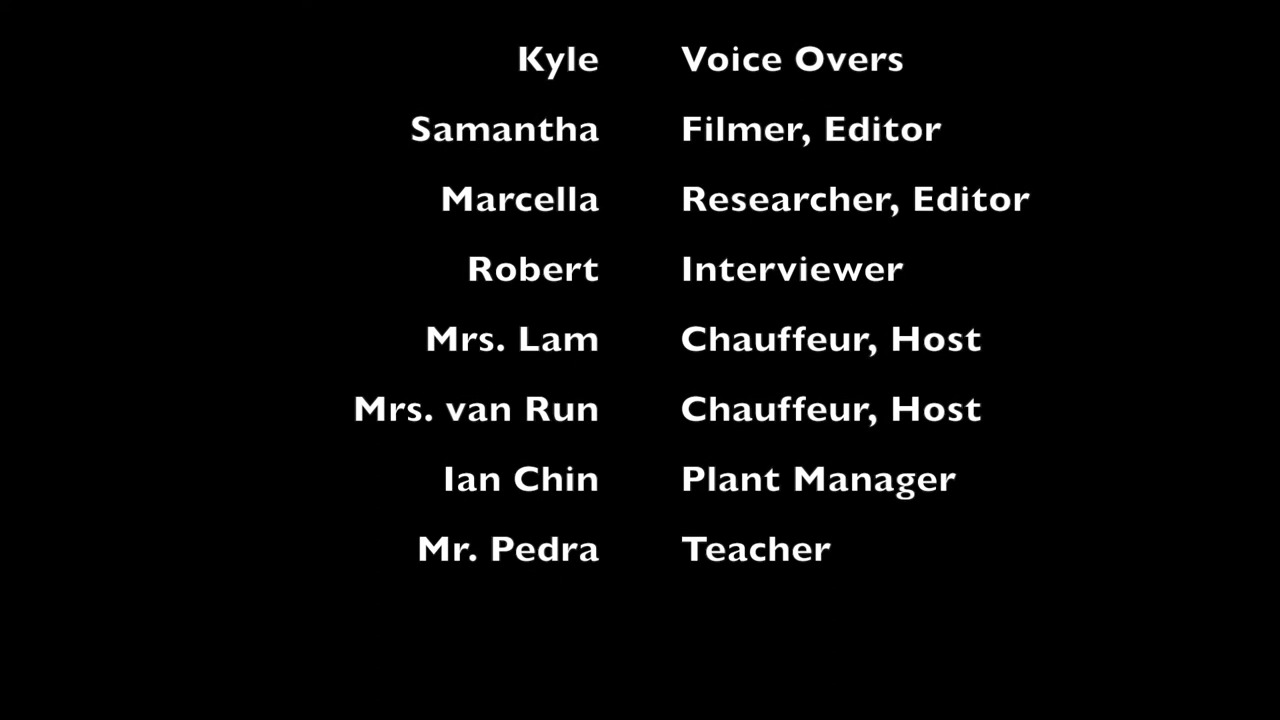 Kyle Voice Overs
Samantha Filmer, Editor
Marcella Researcher, Editor
Robert Interviewer
Mrs. Lam Chauffeur, Host
Mrs. van Run Chauffeur, Host
Ian Chin Plant Manager
Mr. Pedra Teacher